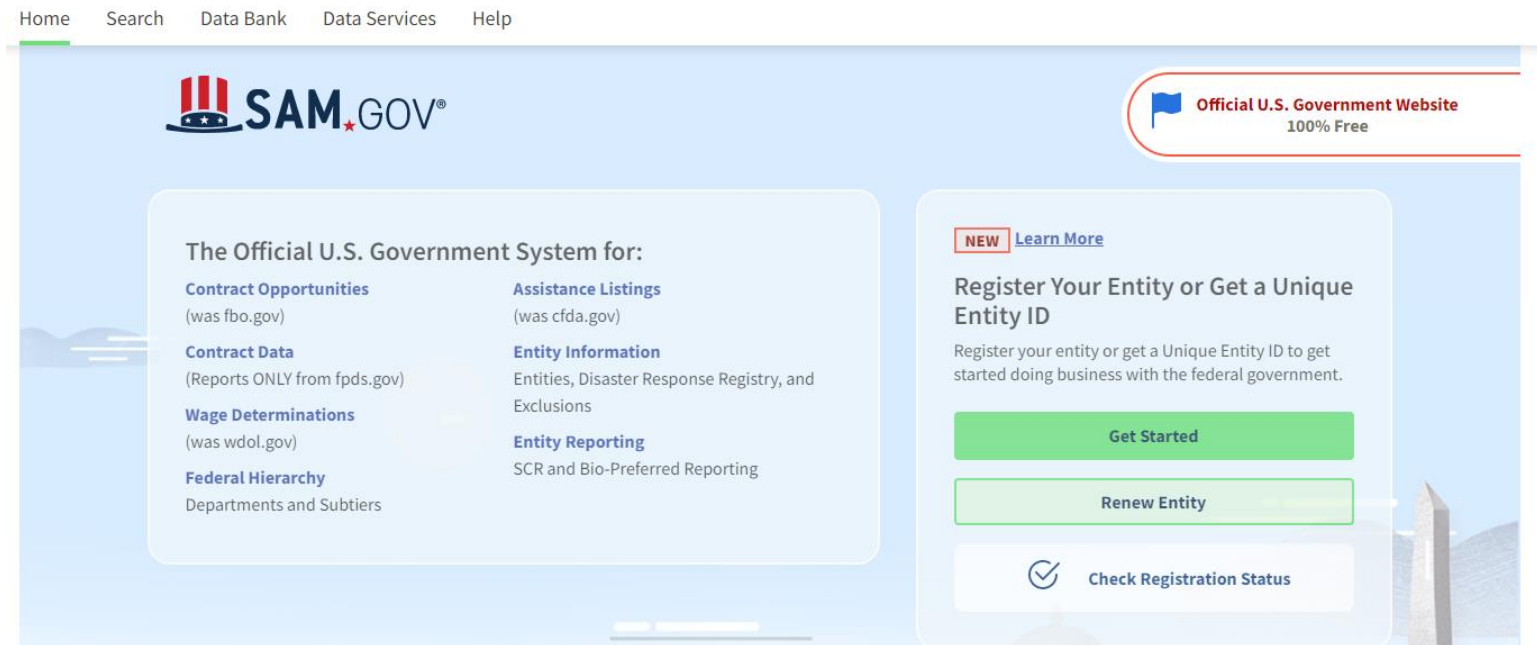 Home Search Data Bank Data Services Help
SAM.GOV®
Official U.S. Government Website
100% Free
The Official U.S. Government System for:
Contract Opportunities
(was fbo.gov)
Contract Data
(Reports ONLY from fpds.gov)
Wage Determinations
(was wdol.gov)
Federal Hierarchy
Departments and Subtiers
Assistance Listings
(was cfda.gov)
Entity Information
Entities, Disaster Response Registry, and
Exclusions
Entity Reporting
SCR and Bio-Preferred Reporting
NEW Learn More
Register Your Entity or Get a Unique
Entity ID
Register your entity or get a Unique Entity ID to get
started doing business with the federal government.
Get Started
Renew Entity
Check Registration Status